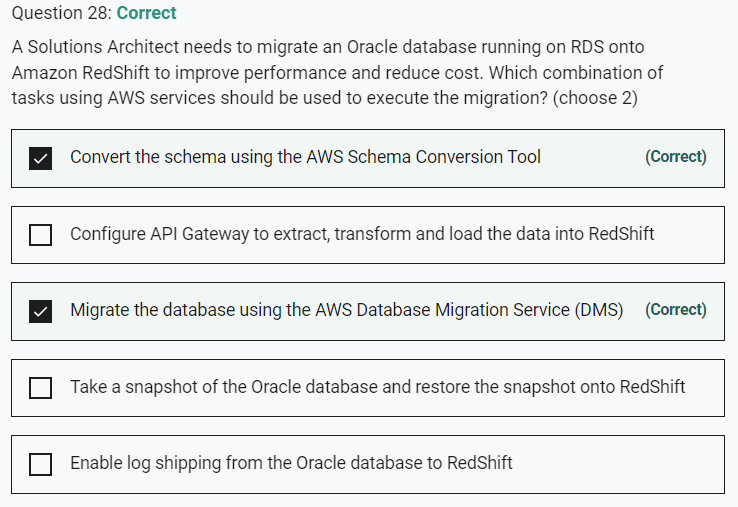 Question 28: Correct
A Solutions Architect needs to migrate an Oracle database running on RDS onto
Amazon RedShift to improve performance and reduce cost. Which combination of
tasks using AWS services should be used to execute the migration? (choose 2)
Convert the schema using the AWS Schema Conversion Tool (Correct)
Configure API Gateway to extract, transform and load the data into RedShift
Migrate the database using the AWS Database Migration Service (DMS) (Correct)
Take a snapshot of the Oracle database and restore the snapshot onto RedShift
Enable log shipping from the Oracle database to RedShift